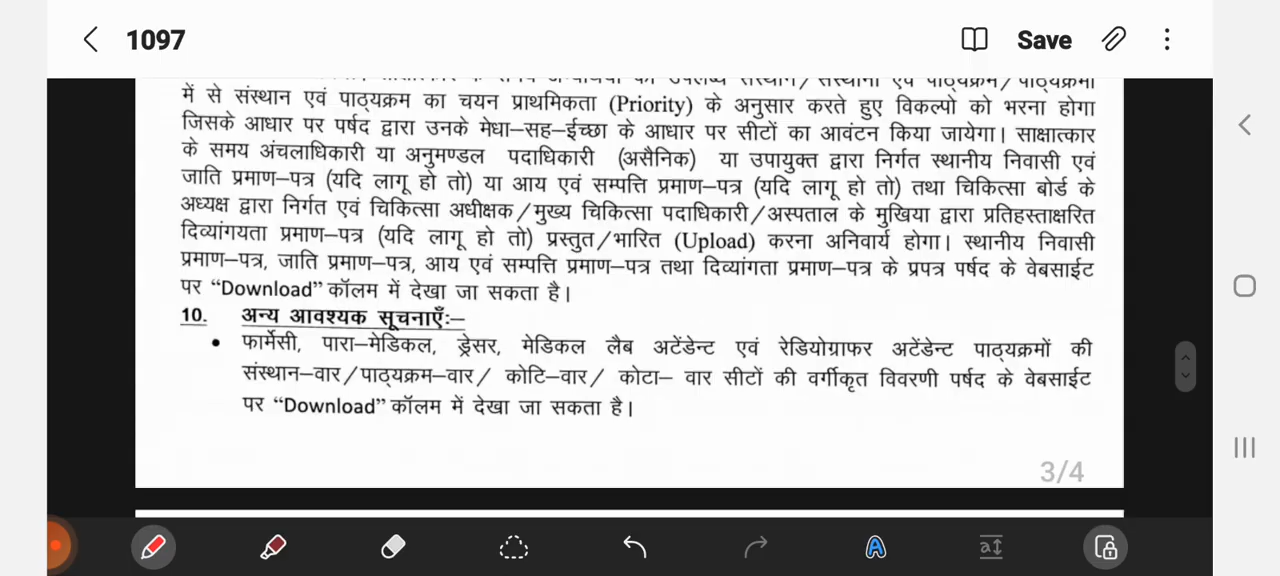 1097
Save
में से संस्थान एवं पाठ्यक्रम का चयन प्राथमिकता (Priority) के अनुसार करते हुए विकल्पो को भरना होगा
जिसके आधार पर पर्षद द्वारा उनके मेधा–सह–ईच्छा के आधार पर सीटों का आवंटन किया जायेगा। साक्षात्कार
के समय अंचलाधिकारी या अनुमण्डल पदाधिकारी (असैनिक) या उपायुक्त द्वारा निर्गत स्थानीय निवासी एवं
जाति प्रमाण–पत्र (यदि लागू हो तो) या आय एवं सम्पत्ति प्रमाण–पत्र (यदि लागू हो तो) तथा चिकित्सा बोर्ड के
अध्यक्ष द्वारा निर्गत एवं चिकित्सा अधीक्षक/मुख्य चिकित्सा पदाधिकारी/अस्पताल के मुखिया द्वारा प्रतिहस्ताक्षरित
दिव्यांगयता प्रमाण–पत्र (यदि लागू हो तो) प्रस्तुत/भारित (Upload) करना अनिवार्य होगा। स्थानीय निवासी
प्रमाण–पत्र, जाति प्रमाण–पत्र, आय एवं सम्पत्ति प्रमाण–पत्र तथा दिव्यांगता प्रमाण–पत्र के प्रपत्र पर्षद के वेबसाईट
पर “Download” कॉलम में देखा जा सकता है।
10. अन्य आवश्यक सूचनाएँ:–
• फार्मेसी, पारा–मेडिकल, ड्रेसर, मेडिकल लैब अटेंडेन्ट एवं रेडियोग्राफर अटेंडेन्ट पाठ्यक्रमों की
संस्थान–वार/पाठ्यक्रम–वार/ कोटि–वार/ कोटा– वार सीटों की वर्गीकृत विवरणी पर्षद के वेबसाईट
पर “Download” कॉलम में देखा जा सकता है।
3/4